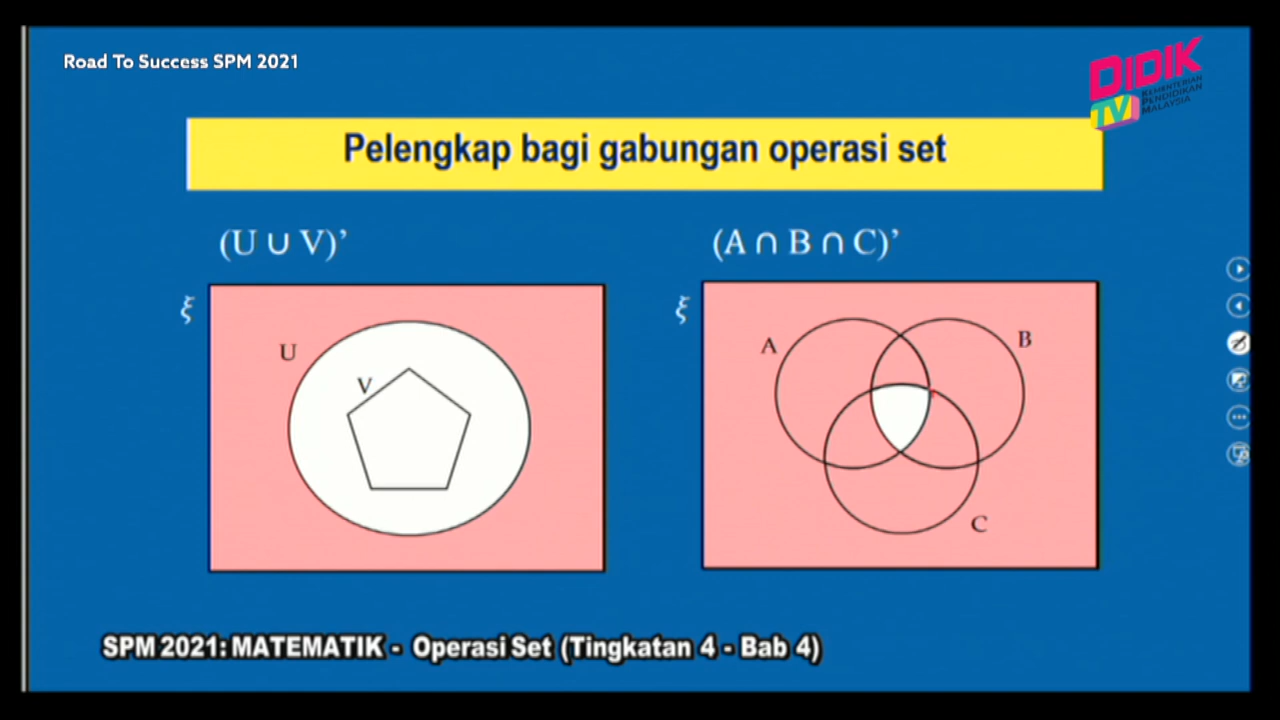 Road To Success SPM 2021
DIDIK
TV
KEMENTERIAN
PENDIDIKAN
MALAYSIA
Pelengkap bagi gabungan operasi set
(U ∪ V)’
(A ∩ B ∩ C)’
ξ
U
V
ξ
A
B
C
SPM 2021: MATEMATIK - Operasi Set (Tingkatan 4 - Bab 4)